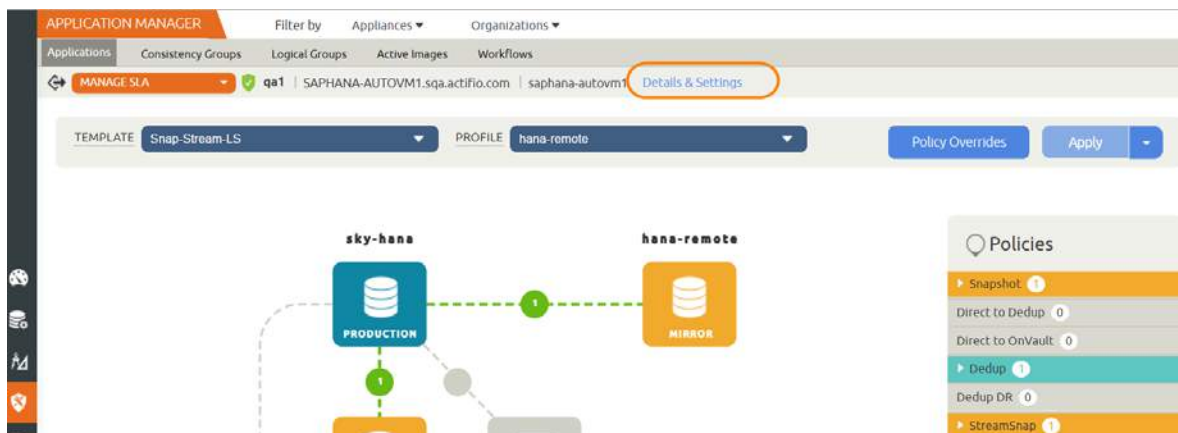 APPLICATION MANAGER Filter by Appliances Organizations
Applications Consistency Groups Logical Groups Active Images Workflows
MANAGE SLA qa1 | SAPHANA-AUTOVM1.sqa.actifio.com | saphana-autovm1 Details & Settings
TEMPLATE Snap-Stream-LS PROFILE hana-remote Policy Overrides Apply
sky-hana hana-remote
PRODUCTION 1 MIRROR
1
Policies
Snapshot 1
Direct to Dedup 0
Direct to OnVault 0
Dedup 1
Dedup DR 0
StreamSnap 1